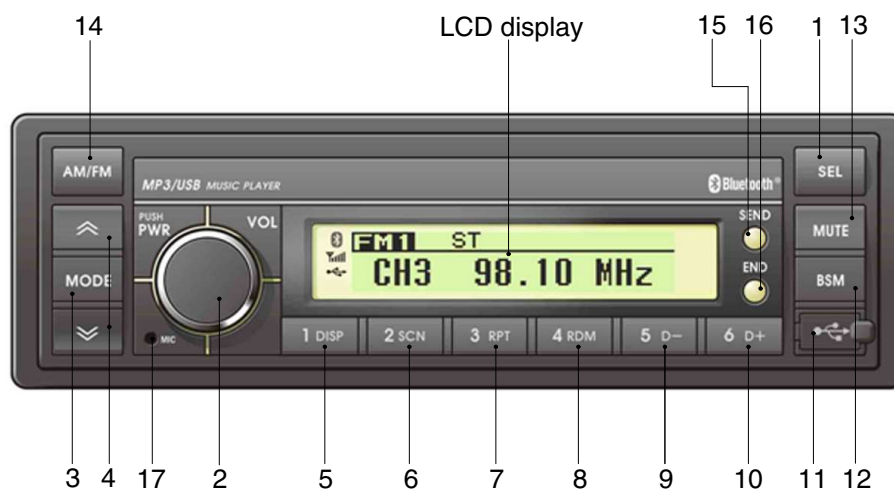 14 LCD display 15 16 1 13
AM/FM
MP3/USB MUSIC PLAYER
Bluetooth®
SEL
PUSH
PWR
VOL
FM1 ST
CH3 98.10 MHz
SEND
END
MUTE
MODE
BSM
MIC
1 DISP 2 SCN 3 RPT 4 RDM 5 D− 6 D+
3 4 17 2 5 6 7 8 9 10 11 12